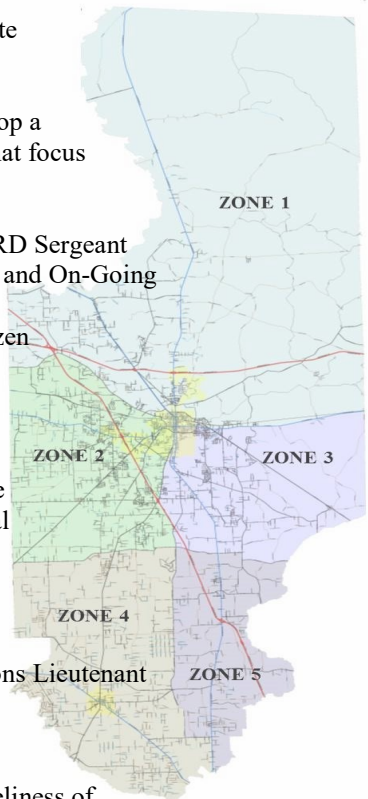 te
op a
at focus
ZONE 1
RD Sergeant
and On-Going
zen
ZONE 2
ZONE 3
e
al
ZONE 4
ons Lieutenant
ZONE 5
eliness of